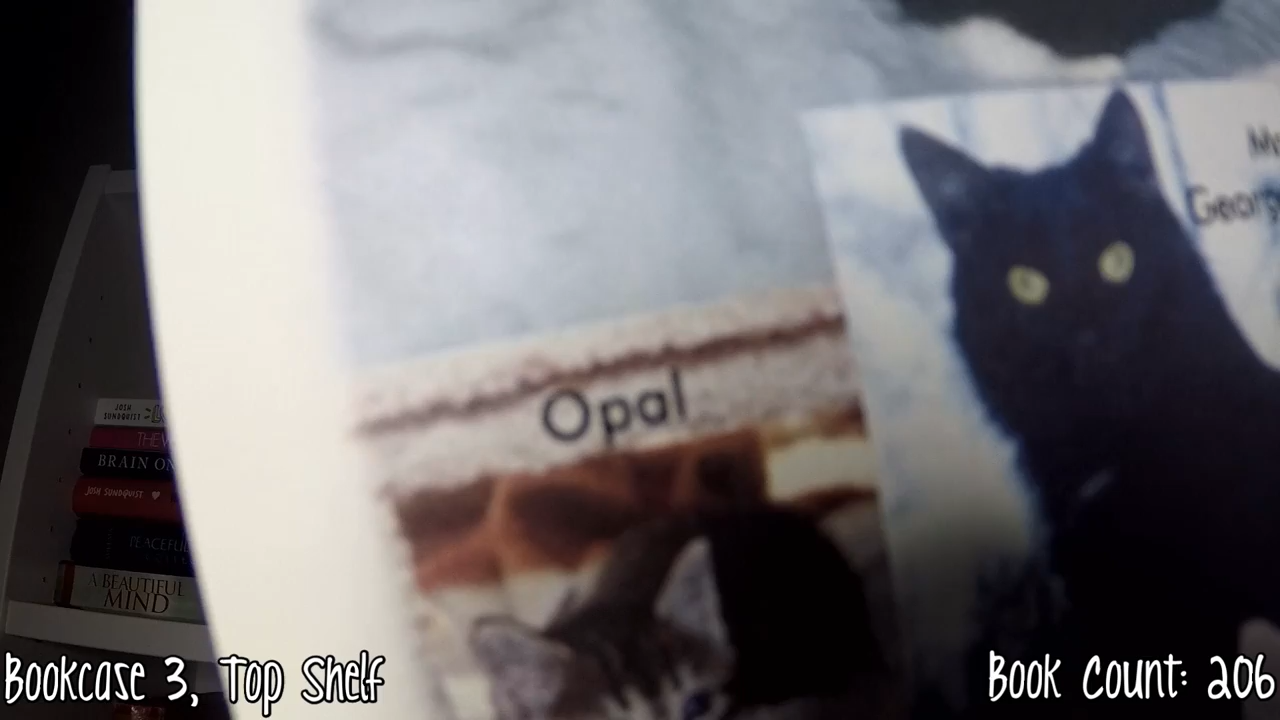 Opal
JOSH
SUNDQUIST
BRAIN ON
JOSH SUNDQUIST
PEACEFUL
A BEAUTIFUL
MIND
Bookcase 3, Top Shelf
Book Count: 206